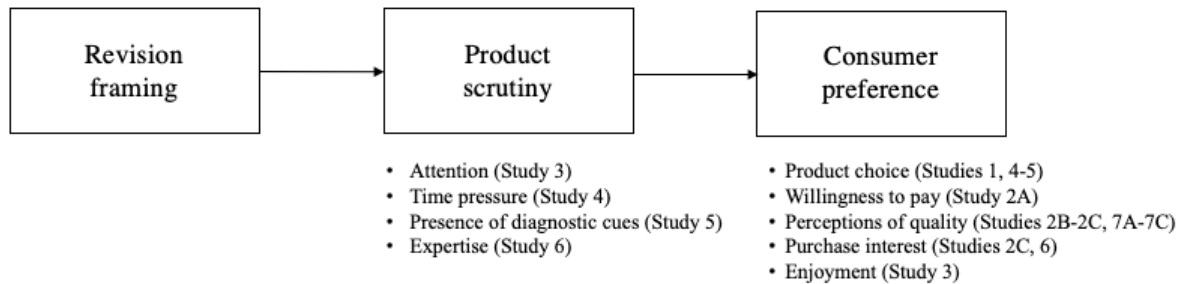 Revision
framing
Product
scrutiny
Consumer
preference
• Attention (Study 3)
• Time pressure (Study 4)
• Presence of diagnostic cues (Study 5)
• Expertise (Study 6)
• Product choice (Studies 1, 4-5)
• Willingness to pay (Study 2A)
• Perceptions of quality (Studies 2B-2C, 7A-7C)
• Purchase interest (Studies 2C, 6)
• Enjoyment (Study 3)